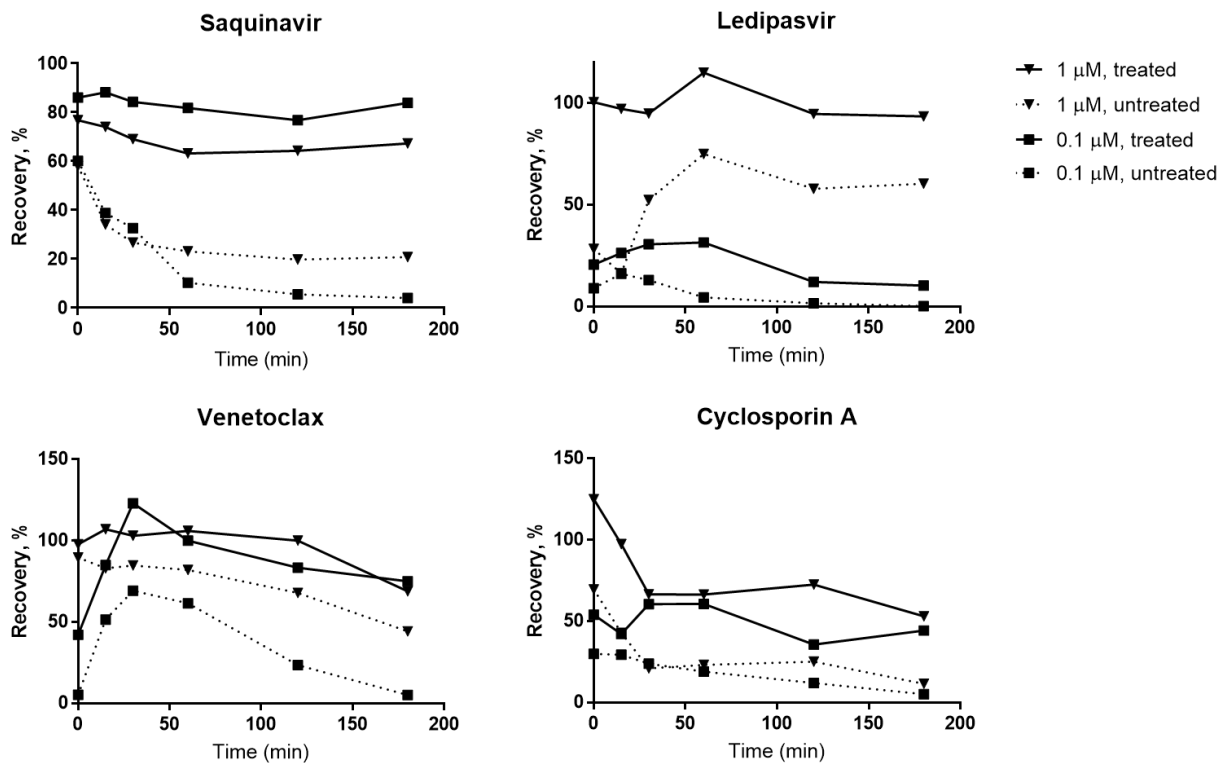 Saquinavir
Recovery, %
100
80
60
40
20
0
0 50 100 150 200
Time (min)
Ledipasvir
Recovery, %
100
50
0
0 50 100 150 200
Time (min)
1 μM, treated
1 μM, untreated
0.1 μM, treated
0.1 μM, untreated
Venetoclax
Recovery, %
150
100
50
0
0 50 100 150 200
Time (min)
Cyclosporin A
Recovery, %
150
100
50
0
0 50 100 150 200
Time (min)